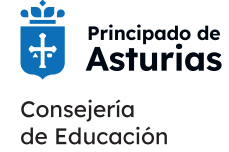 Principado de
Asturias
Consejería
de Educación